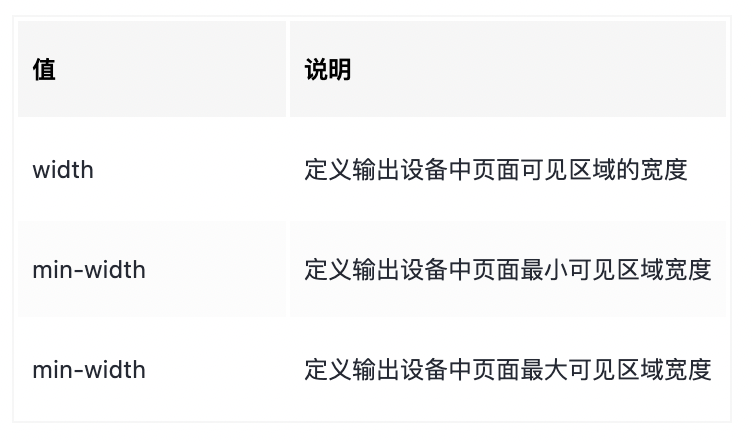 值 说明
width 定义输出设备中页面可见区域的宽度
min-width 定义输出设备中页面最小可见区域宽度
min-width 定义输出设备中页面最大可见区域宽度